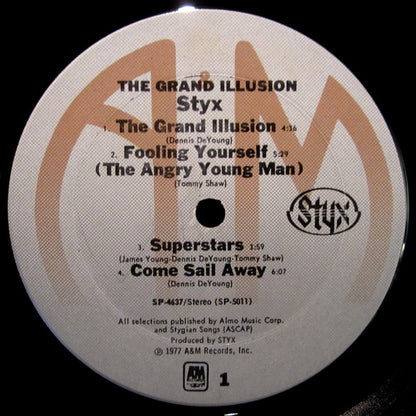 THE GRAND ILLUSION
Styx
1. The Grand Illusion 4:36
(Dennis DeYoung)
2. Fooling Yourself 5:29
(The Angry Young Man)
(Tommy Shaw)
Styx
3. Superstars 3:59
(James Young-Dennis DeYoung-Tommy Shaw)
4. Come Sail Away 6:07
(Dennis DeYoung)
SP-4637/Stereo (SP-5011)
All selections published by Almo Music Corp.
and Stygian Songs (ASCAP)
Produced by STYX
℗ 1977 A&M Records, Inc.
A&M
1